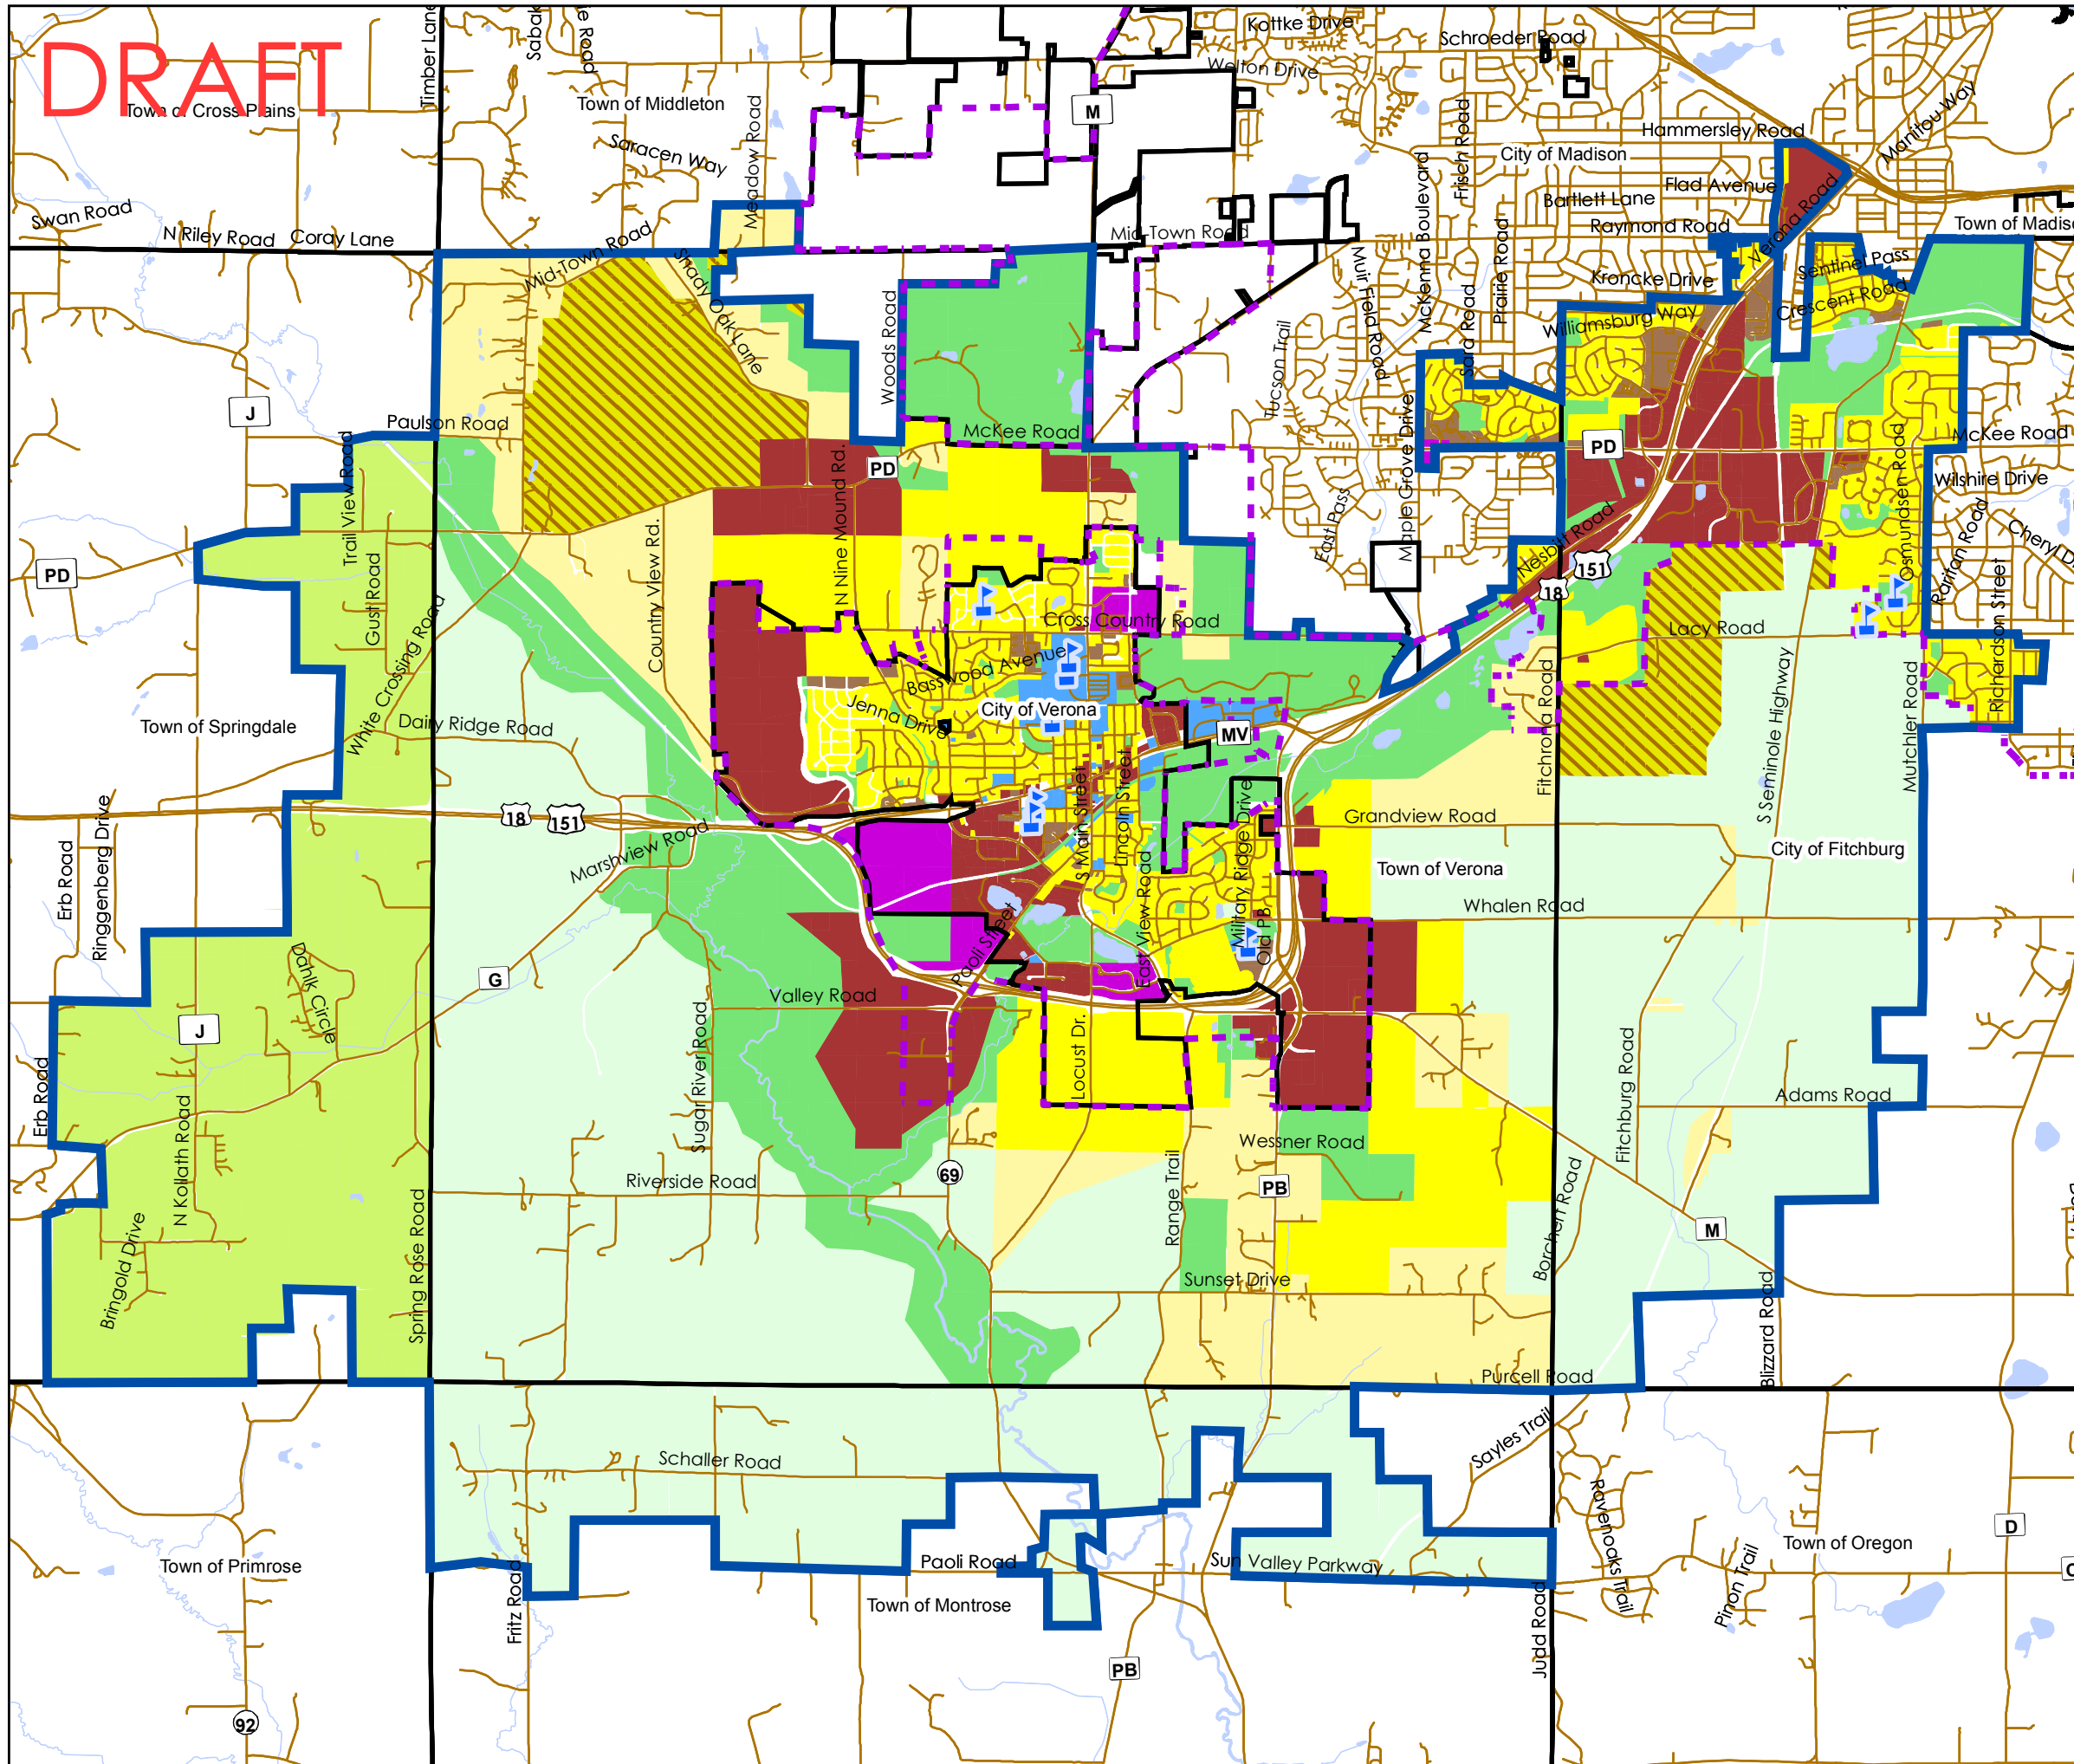 DRAFT
Timber Lane
Kottke Drive
Schroeder Road
Welton Drive
Town of Cross Plains
Town of Middleton
M
Manitou Way
Hammersley Road
Saracen Way
Meadow Road
Frisch Road
City of Madison
Flad Avenue
Bartlett Lane
Raymond Road
Verona Road
Swan Road
N Riley Road
Coray Lane
Mid-Town Road
Mid-Town Road
McKenna Boulevard
Sentinel Pass
Kroncke Drive
Crescent Road
Shady Oak Lane
Woods Road
Muir Field Road
Prairie Road
Sara Road
Williamsburg Way
Tucson Trail
J
Paulson Road
McKee Road
McKee Road
Maple Grove Drive
PD
PD
Trail View Road
N Nine Mound Rd.
Wilshire Drive
Osmundsen Road
Raritan Road
East Pass
Nesbitt Road
151
18
PD
Gust Road
Country View Rd.
Cross Country Road
Lacy Road
Richardson Street
White Crossing Road
Basswood Avenue
Jenna Drive
City of Verona
MV
Fitchrona Road
S Seminole Highway
Mutchler Road
Town of Springdale
Dairy Ridge Road
18
151
Marshview Road
S Main Street
Lincoln Street
Military Ridge Drive
Grandview Road
City of Fitchburg
Town of Verona
Erb Road
Ringgenberg Drive
Whalen Road
Old PB
East View Road
Paoli Street
Dahlk Circle
G
Valley Road
J
Locust Dr.
Sugar River Road
Fitchburg Road
Adams Road
Erb Road
N Kollath Road
Wessner Road
69
Riverside Road
Range Trail
PB
Borchert Road
M
Bringold Drive
Spring Rose Road
Sunset Drive
Blizzard Road
Purcell Road
Schaller Road
Sayles Trail
Ravenoaks Trail
D
Town of Oregon
Town of Primrose
Paoli Road
Sun Valley Parkway
Pinon Trail
Fritz Road
Town of Montrose
Judd Road
PB
92